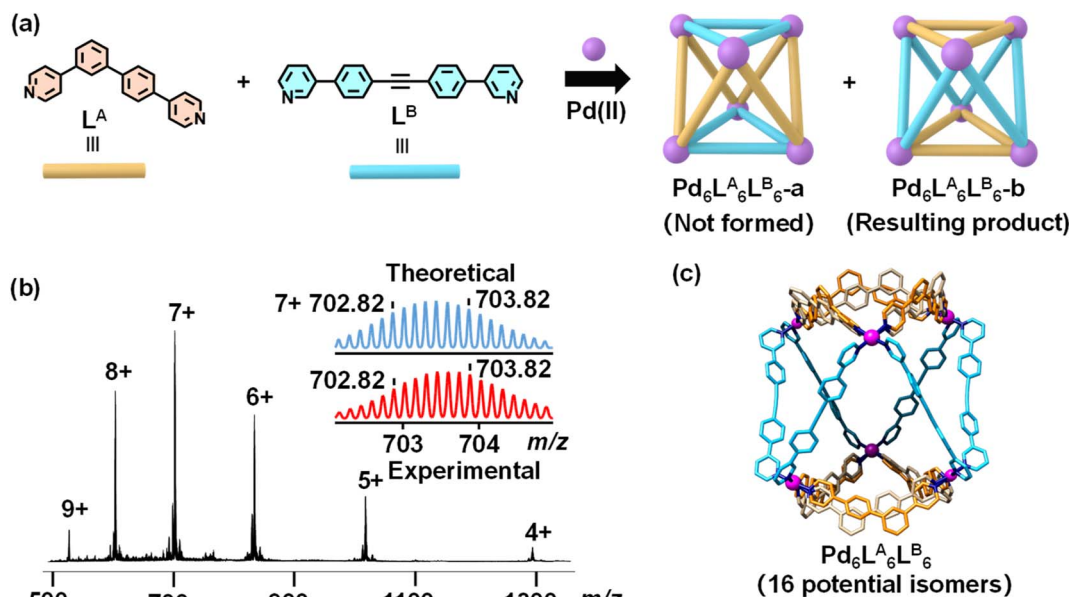 (a)
N
N
L^A
|||
+
N
N
L^B
|||
Pd(II)
+
Pd₆L^A₆L^B₆-a
(Not formed)
Pd₆L^A₆L^B₆-b
(Resulting product)
(b)
9+
8+
7+
6+
5+
4+
Theoretical
7+ 702.82
703.82
702.82
703.82
703
704
m/z
Experimental
m/z
(c)
Pd₆L^A₆L^B₆
(16 potential isomers)